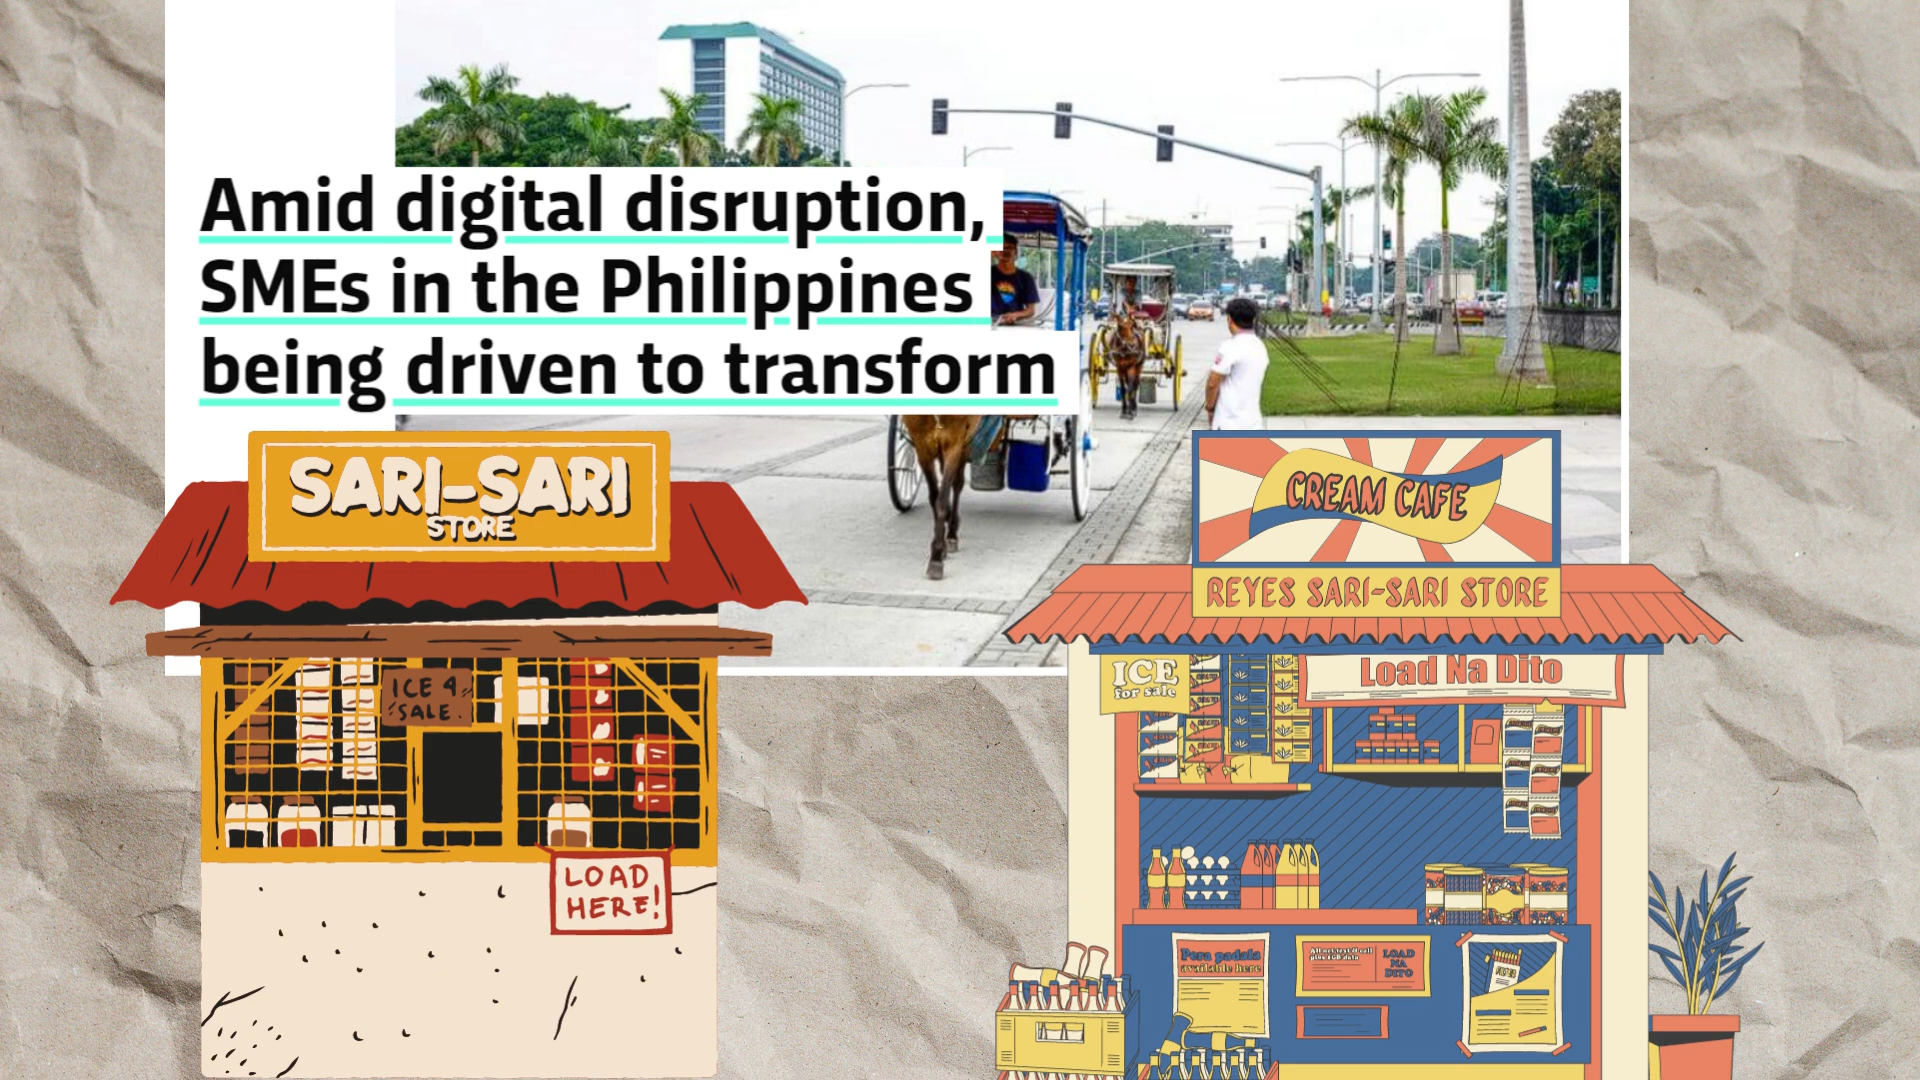 Amid digital disruption,
SMEs in the Philippines
being driven to transform
SARI-SARI
STORE
ICE 4
SALE
LOAD
HERE!
CREAM CAFE
REYES SARI-SARI STORE
ICE
for sale
Load Na Dito
Pera padala
available here
LOAD
NA
DITO